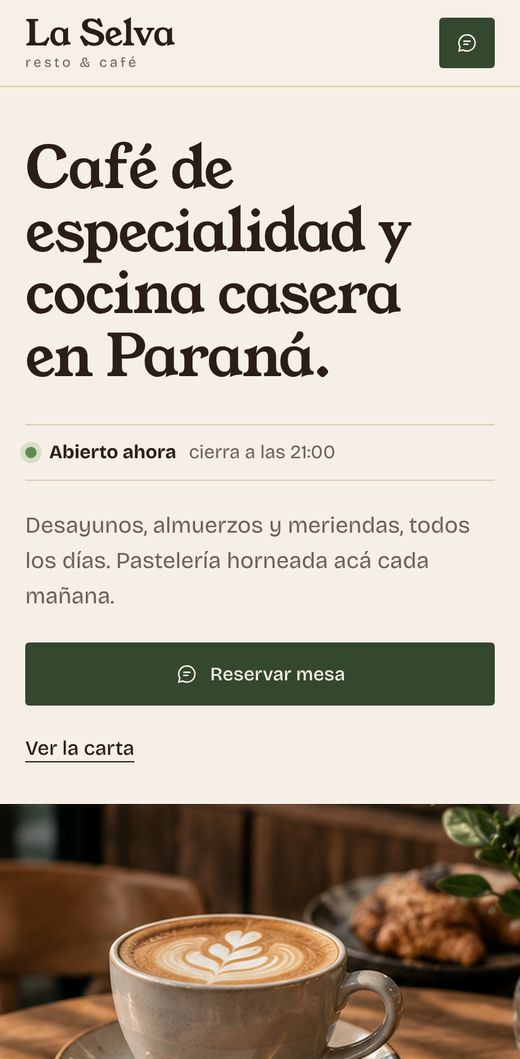 La Selva
resto & café
Café de
especialidad y
cocina casera
en Paraná.
Abierto ahora cierra a las 21:00
Desayunos, almuerzos y meriendas, todos
los días. Pastelería horneada acá cada
mañana.
Reservar mesa
Ver la carta